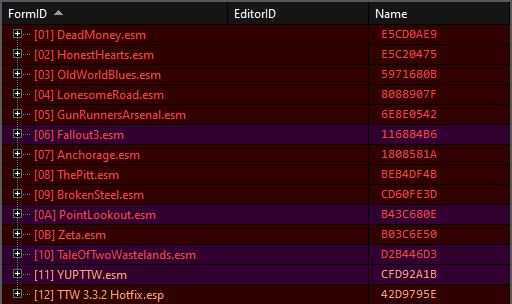 FormID EditorID Name
[01] DeadMoney.esm E5CD0AE9
[02] HonestHearts.esm E5C20475
[03] OldWorldBlues.esm 5971680B
[04] LonesomeRoad.esm 8088907F
[05] GunRunnersArsenal.esm 6E8E0542
[06] Fallout3.esm 116884B6
[07] Anchorage.esm 1808581A
[08] ThePitt.esm BEB4DF4B
[09] BrokenSteel.esm CD60FE3D
[0A] PointLookout.esm B43C680E
[0B] Zeta.esm B03C6E50
[10] TaleOfTwoWastelands.esm D2B446D3
[11] YUPTTW.esm CFD92A1B
[12] TTW 3.3.2 Hotfix.esp 42D9795E